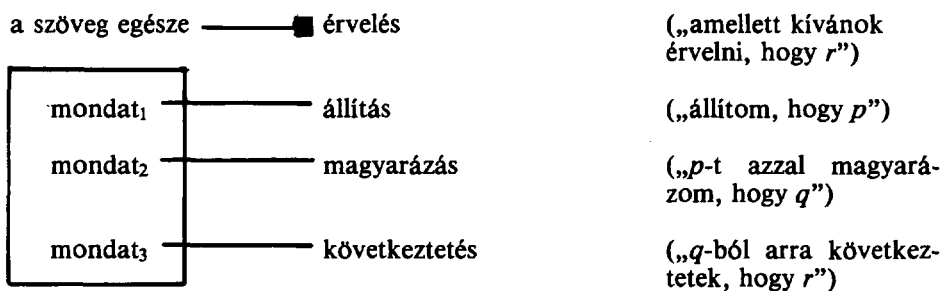 a szöveg egésze érvelés („amellett kívánok
érvelni, hogy r”)
mondat₁ állítás („állítom, hogy p”)
mondat₂ magyarázás („p-t azzal magyará-
zom, hogy q”)
mondat₃ következtetés („q-ból arra következ-
tetek, hogy r”)